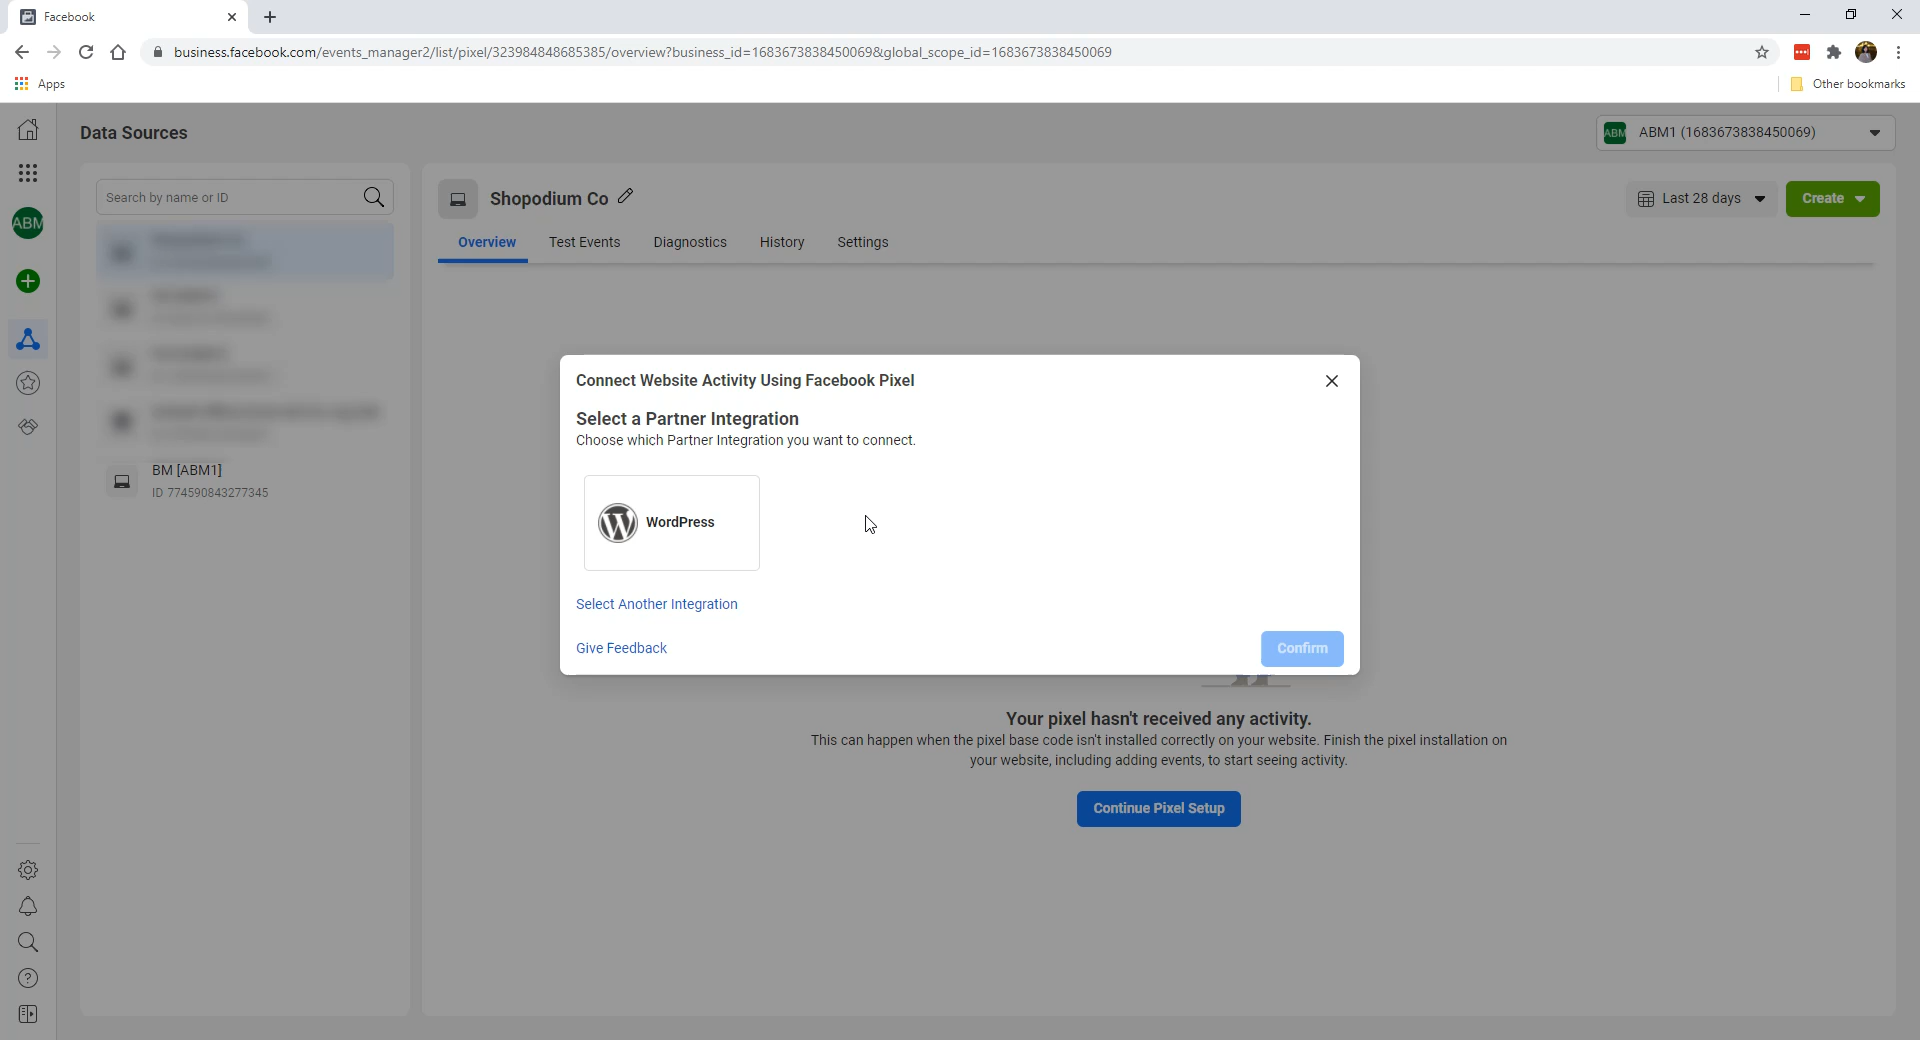 Facebook
business.facebook.com/events_manager2/list/pixel/323984848685385/overview?business_id=1683673838450069&global_scope_id=1683673838450069
Apps
Other bookmarks
Data Sources
ABM ABM1 (1683673838450069)
Search by name or ID
Shopodium Co
Last 28 days
Create
ABM
Overview
Test Events
Diagnostics
History
Settings
Connect Website Activity Using Facebook Pixel
Select a Partner Integration
Choose which Partner Integration you want to connect.
BM [ABM1]
ID 774590843277345
WordPress
Select Another Integration
Give Feedback
Confirm
Your pixel hasn't received any activity.
This can happen when the pixel base code isn't installed correctly on your website. Finish the pixel installation on
your website, including adding events, to start seeing activity.
Continue Pixel Setup